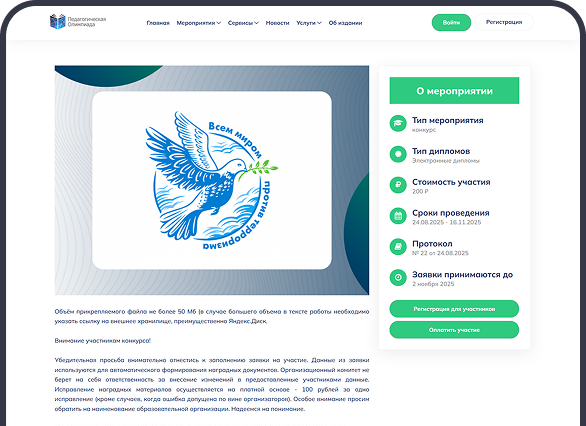 Педагогическая
Олимпиада
Главная Мероприятия Сервисы Новости Услуги Об издании
Войти
Регистрация
Всем миром
против терроризма
О мероприятии
Тип мероприятия
конкурс
Тип дипломов
Электронные дипломы
Стоимость участия
200 ₽
Сроки проведения
24.08.2025 - 16.11.2025
Протокол
№ 22 от 24.08.2025
Заявки принимаются до
2 ноября 2025
Регистрация для участников
Оплатить участие
Объём прикрепляемого файла не более 50 Мб (в случае большего объема в тексте работы необходимо
указать ссылку на внешнее хранилище, преимущественно Яндекс.Диск.
Внимание участникам конкурса!
Убедительная просьба внимательно отнестись к заполнению заявки на участие. Данные из заявки
используются для автоматического формирования наградных документов. Организационный комитет не
берет на себя ответственность за внесение изменений в предоставленные участниками данные.
Исправление наградных материалов осуществляется на платной основе - 100 рублей за одно
исправление (кроме случаев, когда ошибка допущена по вине организаторов). Особое внимание просим
обратить на наименование образовательной организации. Надеемся на понимание.